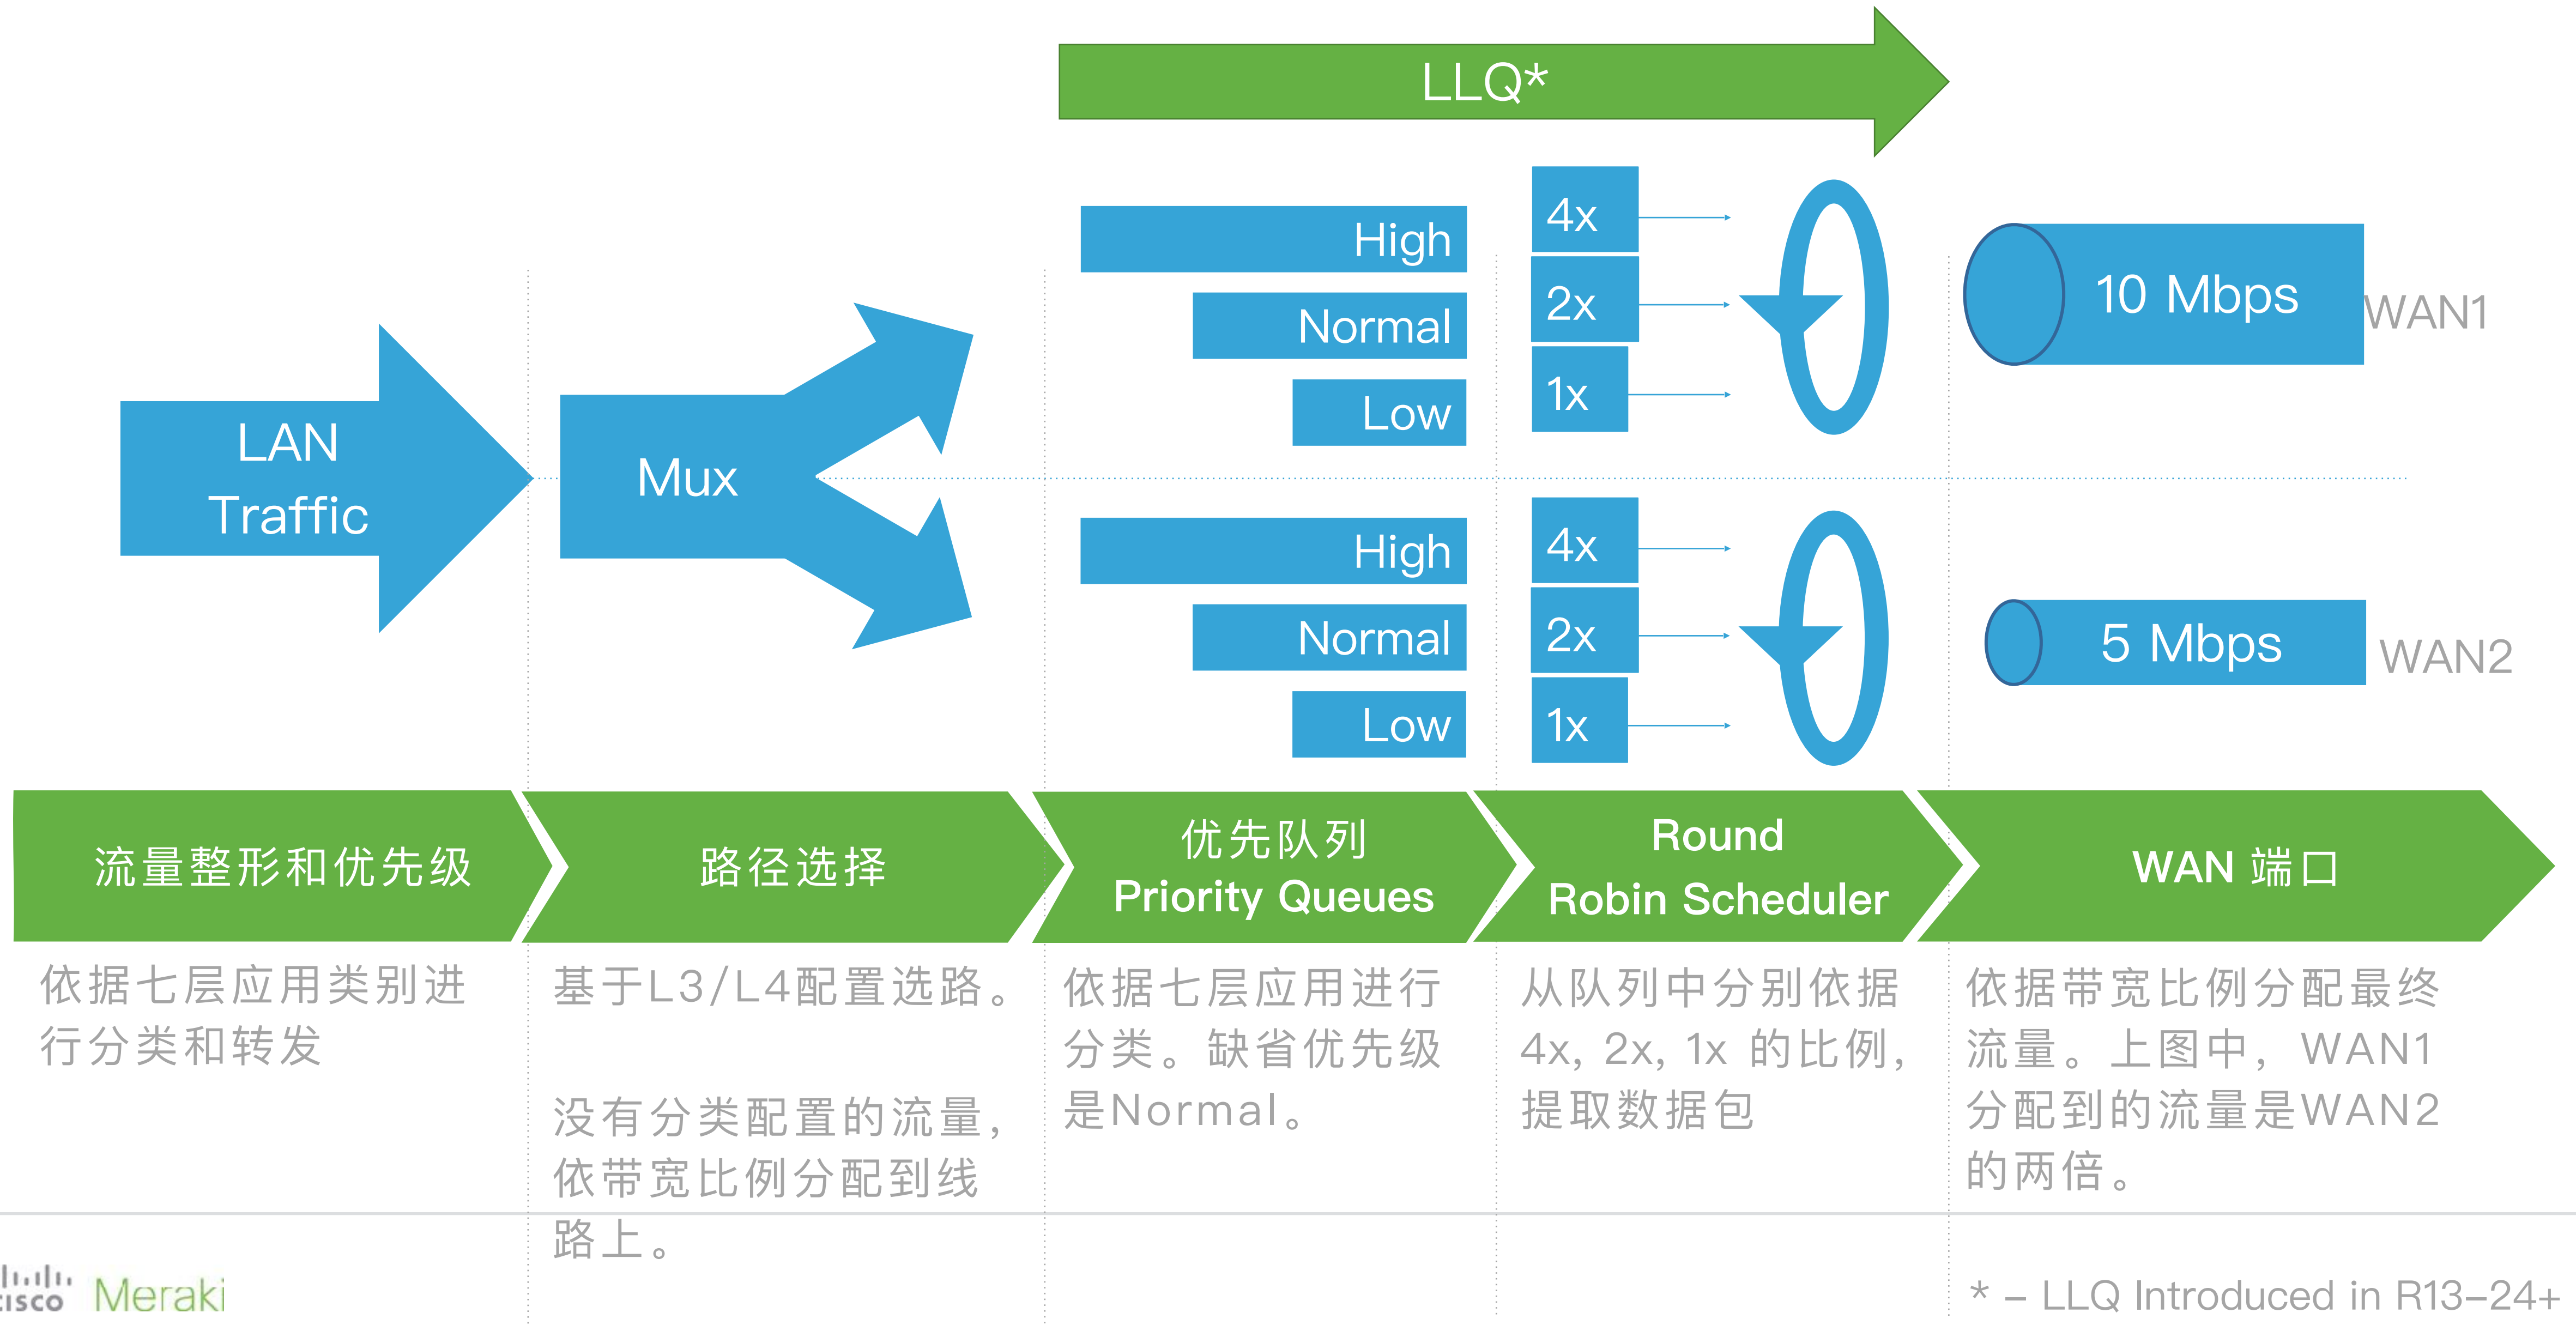 LLQ*
High
Normal
Low
4x
2x
1x
10 Mbps
WAN1
LAN
Traffic
Mux
High
Normal
Low
4x
2x
1x
5 Mbps
WAN2
流量整形和优先级
路径选择
优先队列
Priority Queues
Round
Robin Scheduler
WAN 端口
依据七层应用类别进
行分类和转发
基于L3/L4配置选路。
没有分类配置的流量,
依带宽比例分配到线
路上。
依据七层应用进行
分类。缺省优先级
是Normal。
从队列中分别依据
4x, 2x, 1x 的比例,
提取数据包
依据带宽比例分配最终
流量。上图中，WAN1
分配到的流量是WAN2
的两倍。
cisco Meraki
* – LLQ Introduced in R13–24+